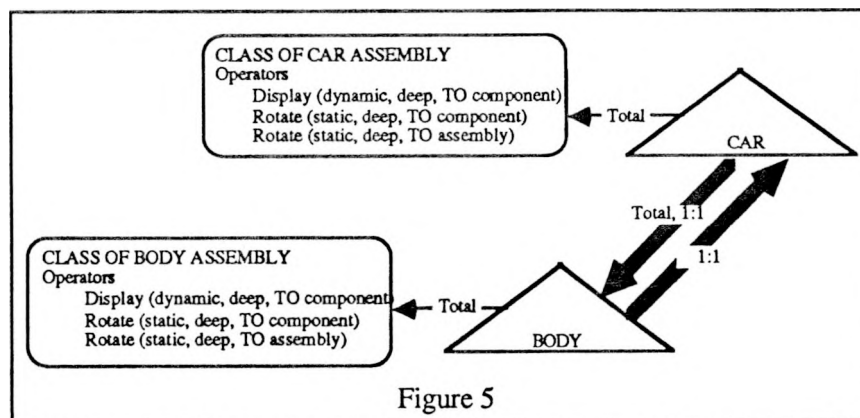 CLASS OF CAR ASSEMBLY
Operators
Display (dynamic, deep, TO component)
Rotate (static, deep, TO component)
Rotate (static, deep, TO assembly)
Total
CAR
Total, 1:1
1:1
CLASS OF BODY ASSEMBLY
Operators
Display (dynamic, deep, TO component
Rotate (static, deep, TO component)
Rotate (static, deep, TO assembly)
Total
BODY
Figure 5